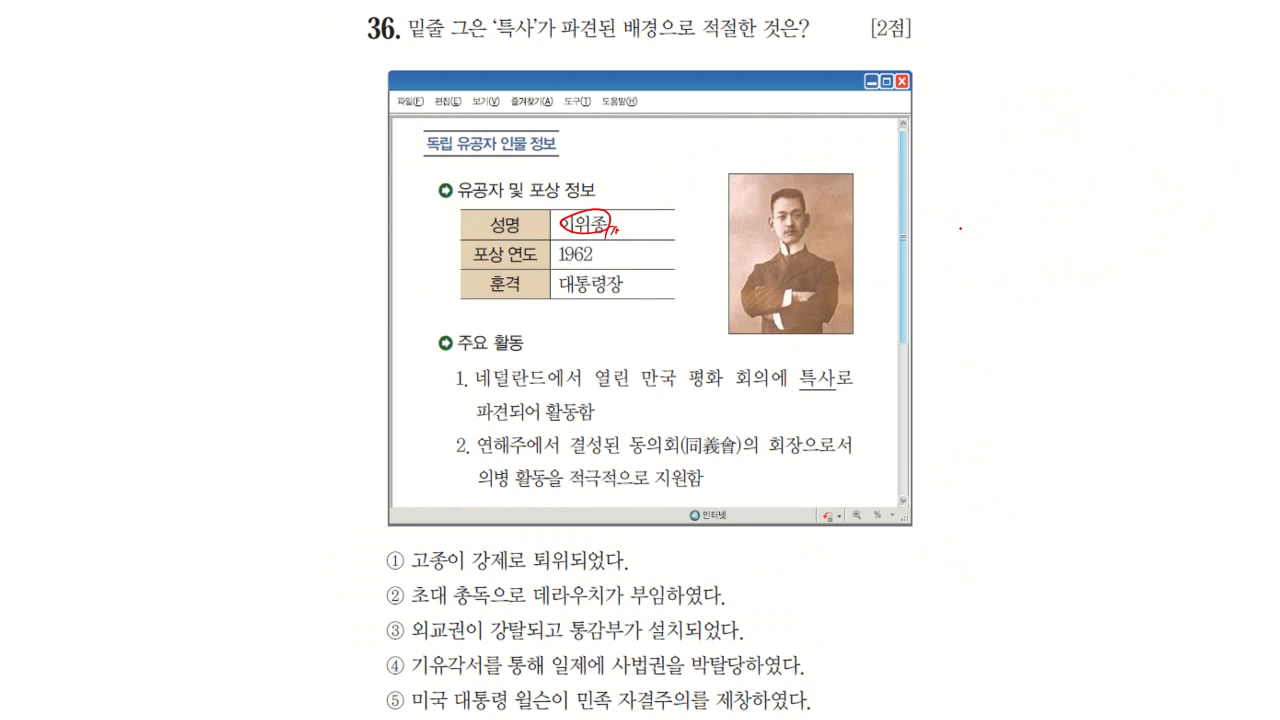 36. 밑줄 그은 ‘특사’가 파견된 배경으로 적절한 것은? [2점]
파일(F) 편집(E) 보기(V) 즐겨찾기(A) 도구(T) 도움말(H)
독립 유공자 인물 정보
유공자 및 포상 정보
성명 이위종
포상 연도 1962
훈격 대통령장
주요 활동
1. 네덜란드에서 열린 만국 평화 회의에 특사로
파견되어 활동함
2. 연해주에서 결성된 동의회(同義會)의 회장으로서
의병 활동을 적극적으로 지원함
인터넷 %
① 고종이 강제로 퇴위되었다.
② 초대 총독으로 데라우치가 부임하였다.
③ 외교권이 강탈되고 통감부가 설치되었다.
④ 기유각서를 통해 일제에 사법권을 박탈당하였다.
⑤ 미국 대통령 윌슨이 민족 자결주의를 제창하였다.